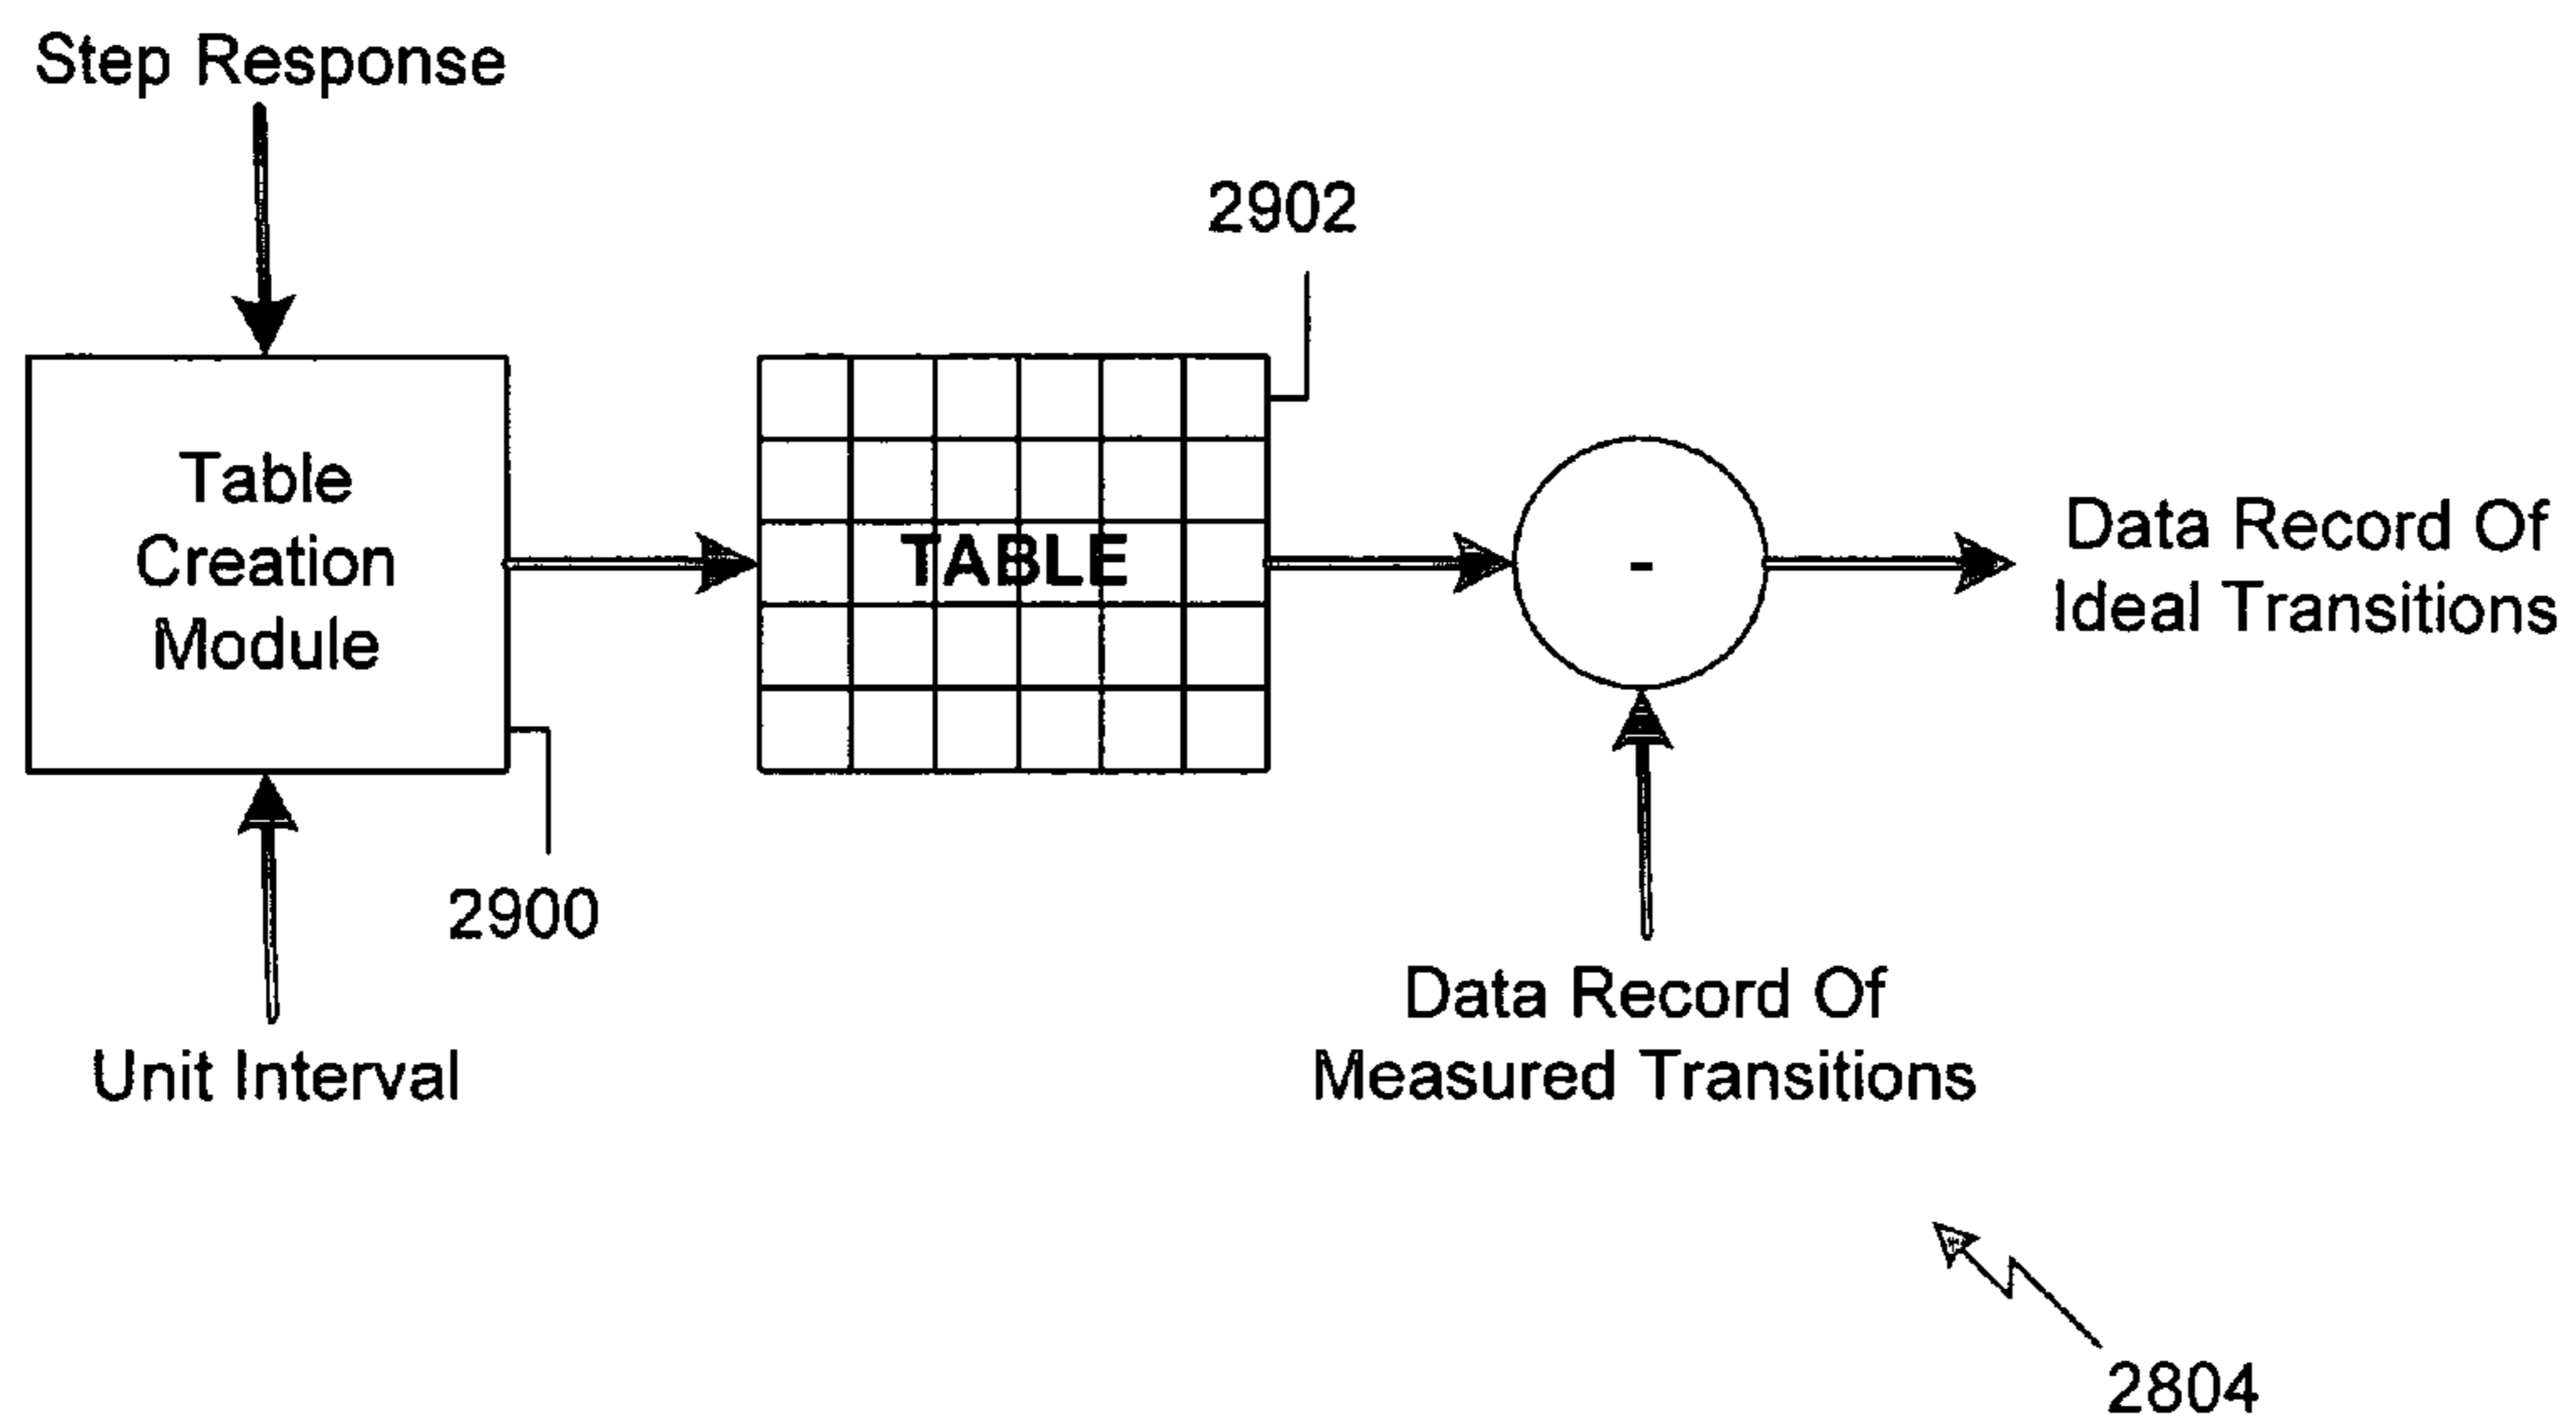 Step Response
2902
Table
Creation
Module
TABLE
-
Data Record Of
Ideal Transitions
2900
Data Record Of
Measured Transitions
Unit Interval
2804